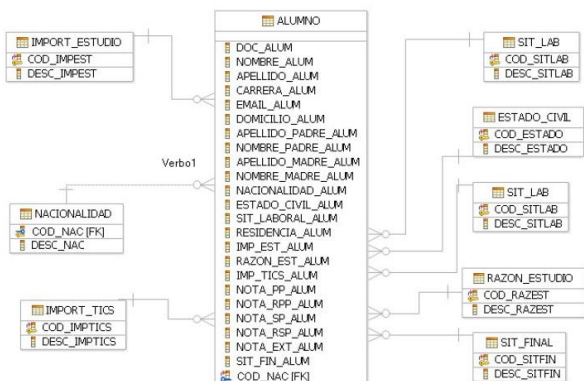 ALUMNO
DOC_ALUM
NOMBRE_ALUM
APELLIDO_ALUM
CARRERA_ALUM
EMAIL_ALUM
DOMICILIO_ALUM
APELLIDO_PADRE_ALUM
NOMBRE_PADRE_ALUM
APELLIDO_MADRE_ALUM
NOMBRE_MADRE_ALUM
NACIONALIDAD_ALUM
ESTADO_CIVIL_ALUM
SIT_LABORAL_ALUM
RESIDENCIA_ALUM
IMP_EST_ALUM
RAZON_EST_ALUM
IMP_TICS_ALUM
NOTA_PP_ALUM
NOTA_RPP_ALUM
NOTA_SP_ALUM
NOTA_RSP_ALUM
NOTA_EXT_ALUM
SIT_FIN_ALUM
COD_NAC [FK]
IMPORT_ESTUDIO
COD_IMPEST
DESC_IMPEST
Verbo1
NACIONALIDAD
COD_NAC [FK]
DESC_NAC
IMPORT_TICS
COD_IMPTICS
DESC_IMPTICS
SIT_LAB
COD_SITLAB
DESC_SITLAB
ESTADO_CIVIL
COD_ESTADO
DESC_ESTADO
SIT_LAB
COD_SITLAB
DESC_SITLAB
RAZON_ESTUDIO
COD_RAZEST
DESC_RAZEST
SIT_FINAL
COD_SITFIN
DESC_SITFIN